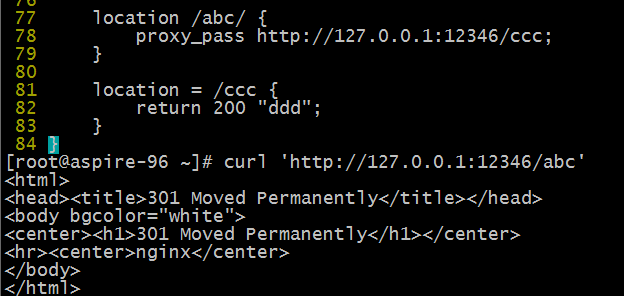 76
77     location /abc/ {
78         proxy_pass http://127.0.0.1:12346/ccc;
79     }
80
81     location = /ccc {
82         return 200 "ddd";
83     }
84 }
[root@aspire-96 ~]# curl 'http://127.0.0.1:12346/abc'
<html>
<head><title>301 Moved Permanently</title></head>
<body bgcolor="white">
<center><h1>301 Moved Permanently</h1></center>
<hr><center>nginx</center>
</body>
</html>